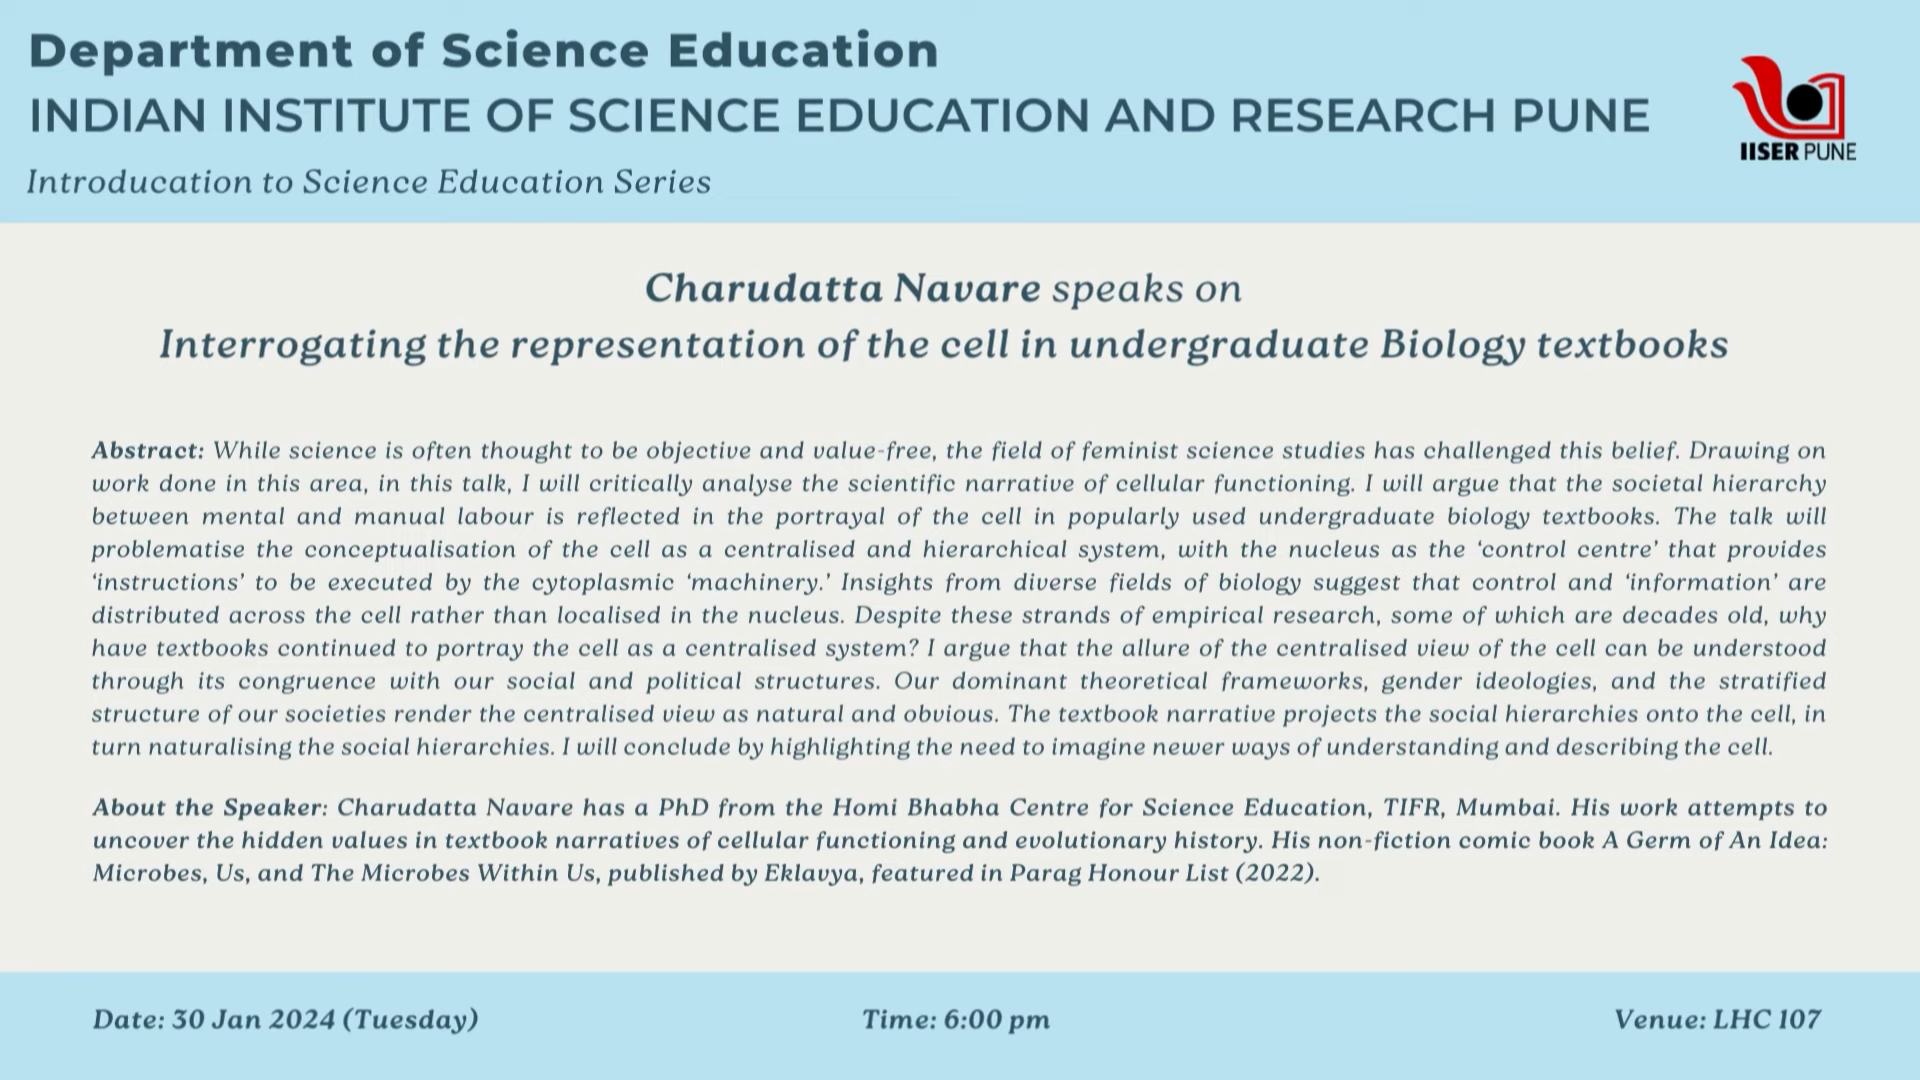 Department of Science Education
INDIAN INSTITUTE OF SCIENCE EDUCATION AND RESEARCH PUNE
IISER PUNE
Introducation to Science Education Series
Charudatta Navare speaks on
Interrogating the representation of the cell in undergraduate Biology textbooks
Abstract: While science is often thought to be objective and value-free, the field of feminist science studies has challenged this belief. Drawing on
work done in this area, in this talk, I will critically analyse the scientific narrative of cellular functioning. I will argue that the societal hierarchy
between mental and manual labour is reflected in the portrayal of the cell in popularly used undergraduate biology textbooks. The talk will
problematise the conceptualisation of the cell as a centralised and hierarchical system, with the nucleus as the ‘control centre’ that provides
‘instructions’ to be executed by the cytoplasmic ‘machinery.’ Insights from diverse fields of biology suggest that control and ‘information’ are
distributed across the cell rather than localised in the nucleus. Despite these strands of empirical research, some of which are decades old, why
have textbooks continued to portray the cell as a centralised system? I argue that the allure of the centralised view of the cell can be understood
through its congruence with our social and political structures. Our dominant theoretical frameworks, gender ideologies, and the stratified
structure of our societies render the centralised view as natural and obvious. The textbook narrative projects the social hierarchies onto the cell, in
turn naturalising the social hierarchies. I will conclude by highlighting the need to imagine newer ways of understanding and describing the cell.
About the Speaker: Charudatta Navare has a PhD from the Homi Bhabha Centre for Science Education, TIFR, Mumbai. His work attempts to
uncover the hidden values in textbook narratives of cellular functioning and evolutionary history. His non-fiction comic book A Germ of An Idea:
Microbes, Us, and The Microbes Within Us, published by Eklavya, featured in Parag Honour List (2022).
Date: 30 Jan 2024 (Tuesday)
Time: 6:00 pm
Venue: LHC 107